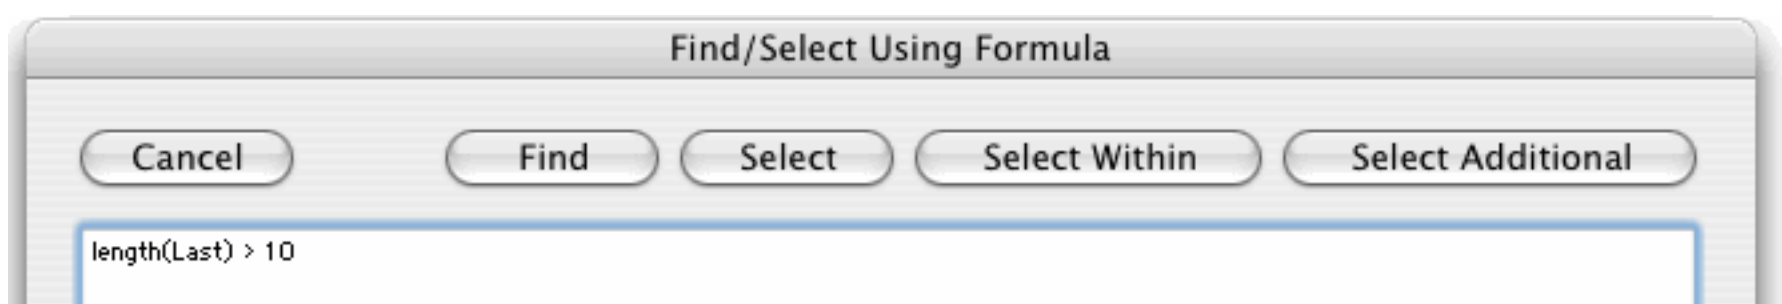 Find/Select Using Formula
Cancel Find Select Select Within Select Additional
length(Last) > 10